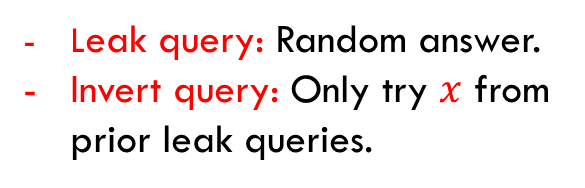 - Leak query: Random answer.
- Invert query: Only try x from
prior leak queries.